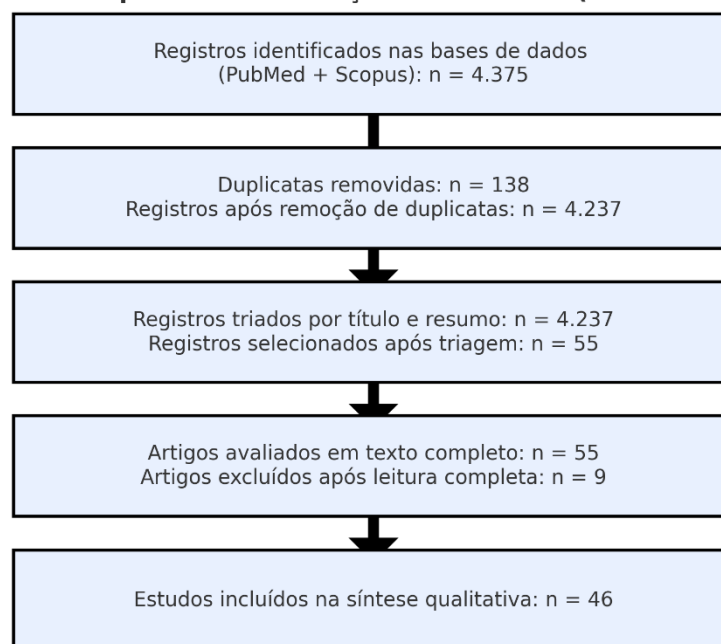 Registros identificados nas bases de dados
(PubMed + Scopus): n = 4.375
Duplicatas removidas: n = 138
Registros após remoção de duplicatas: n = 4.237
Registros triados por título e resumo: n = 4.237
Registros selecionados após triagem: n = 55
Artigos avaliados em texto completo: n = 55
Artigos excluídos após leitura completa: n = 9
Estudos incluídos na síntese qualitativa: n = 46